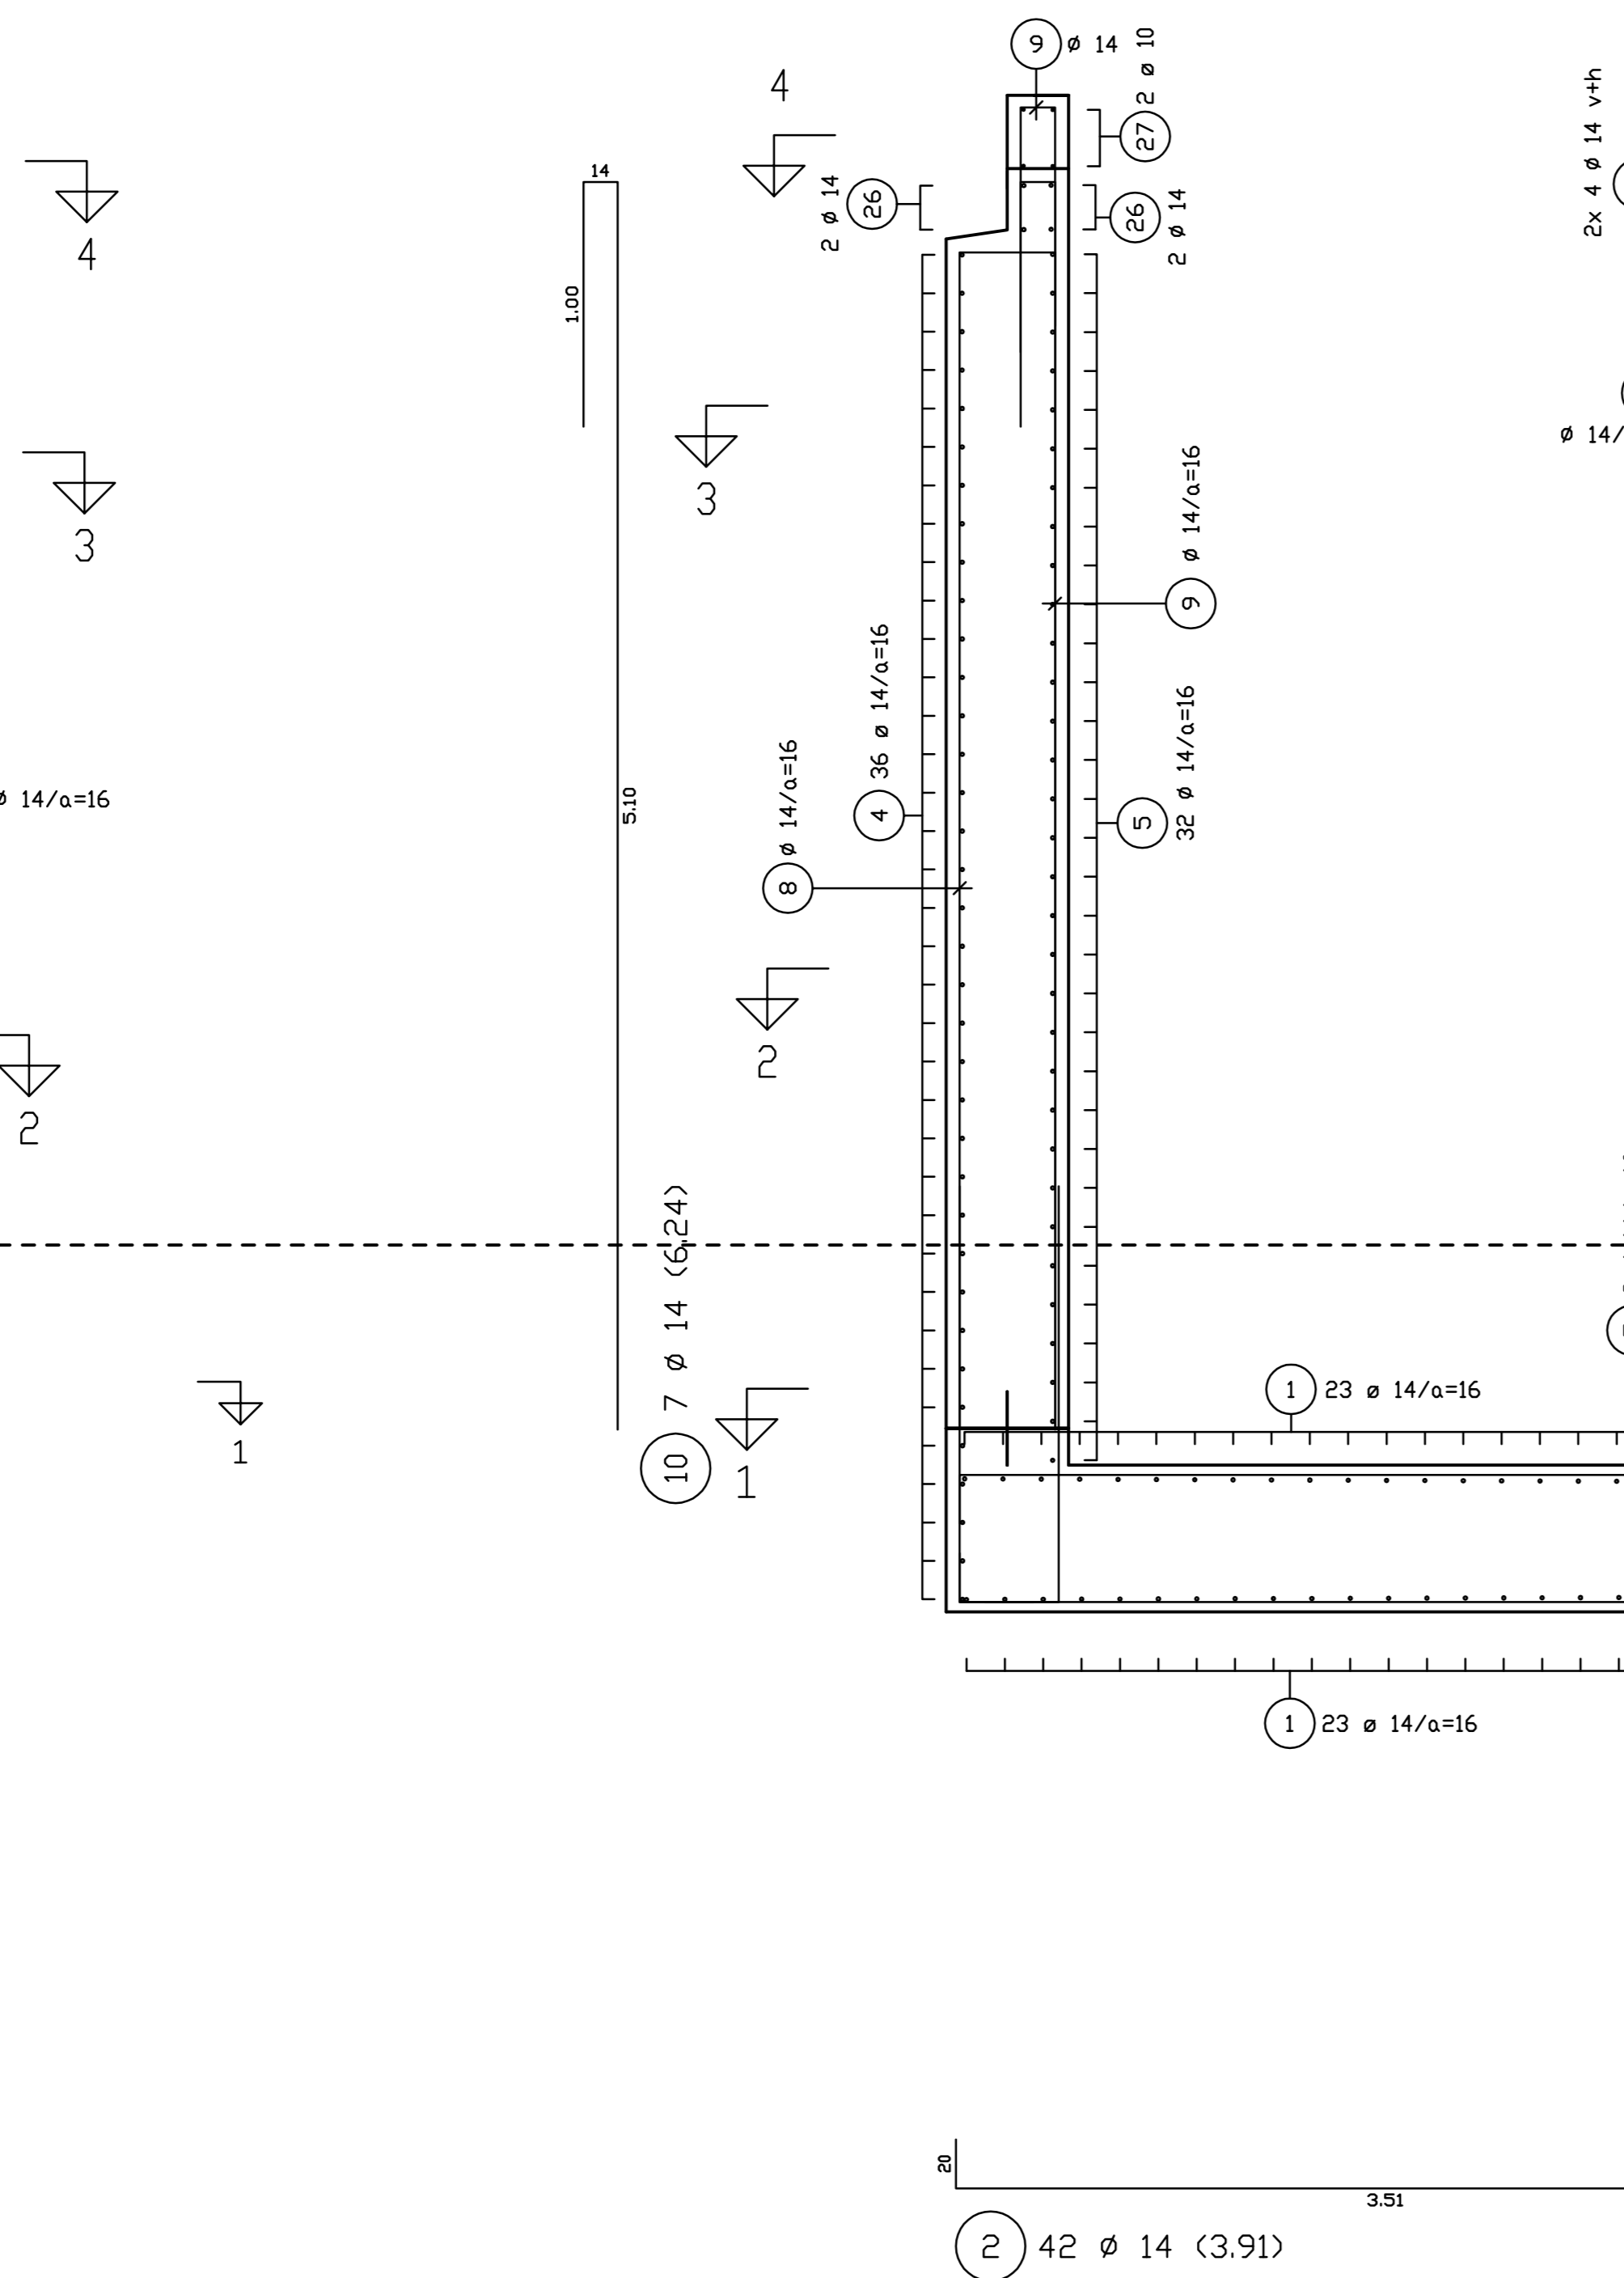 9 ø 14
2 ø 10
27
2 ø 14
26
26
2 ø 14
2x 4 ø 14 v+h
ø 14/
4
4
14
1.00
3
3
9 ø 14/a=16
4 36 ø 14/a=16
5
32 ø 14/a=16
8 ø 14/a=16
ø 14/a=16
5.10
2
2
10 7 ø 14 (6.24)
1
1
1 23 ø 14/a=16
1 23 ø 14/a=16
20
3.51
2 42 ø 14 (3.91)